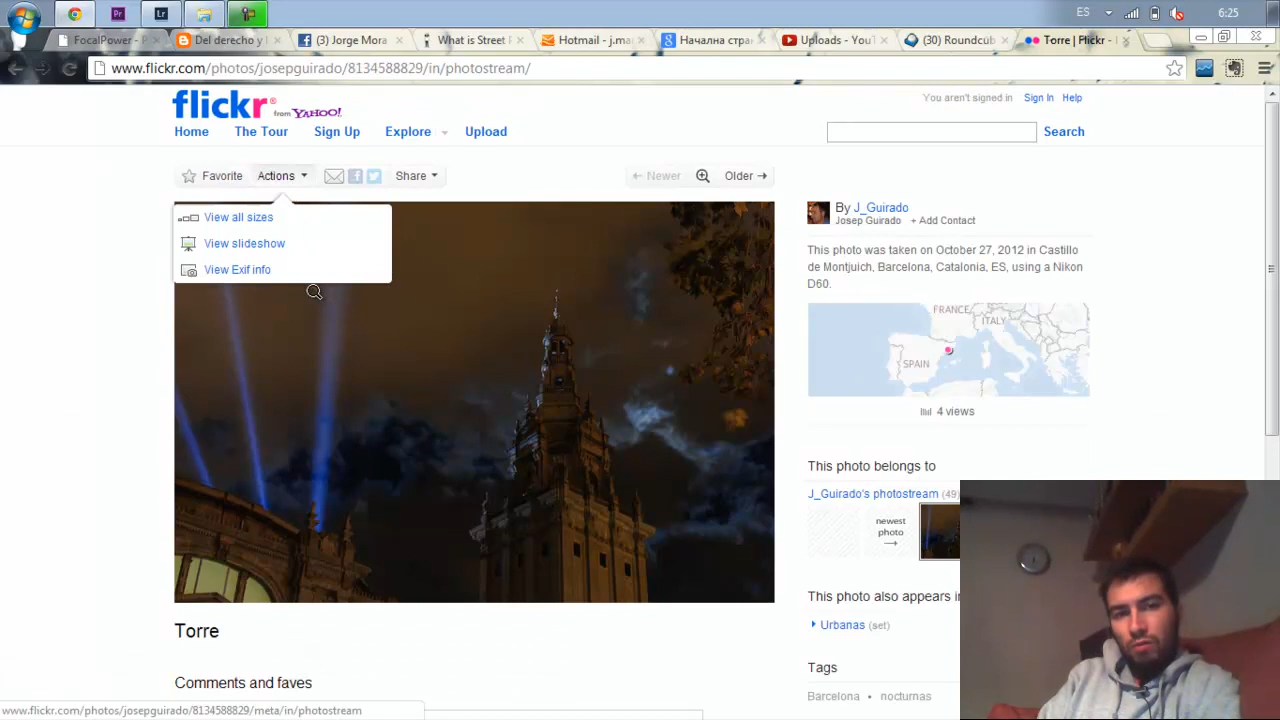 ES 6:25
FocalPower - P
Del derecho y
(3) Jorge Mora
What is Street
Hotmail - j.ma
Начална стра
Uploads - You
(30) Roundcub
Torre | Flickr -
www.flickr.com/photos/josepguirado/8134588829/in/photostream/
flickr from YAHOO!
You aren't signed in Sign In Help
Home The Tour Sign Up Explore Upload Search
Favorite Actions Share
Newer Older
View all sizes
View slideshow
View Exif info
By J_Guirado
Josep Guirado + Add Contact
This photo was taken on October 27, 2012 in Castillo
de Montjuich, Barcelona, Catalonia, ES, using a Nikon
D60.
FRANCE
ITALY
SPAIN
4 views
This photo belongs to
J_Guirado's photostream (49)
newest
photo
This photo also appears in
Urbanas (set)
Tags
Barcelona • nocturnas
Torre
Comments and faves
www.flickr.com/photos/josepguirado/8134588829/meta/in/photostream